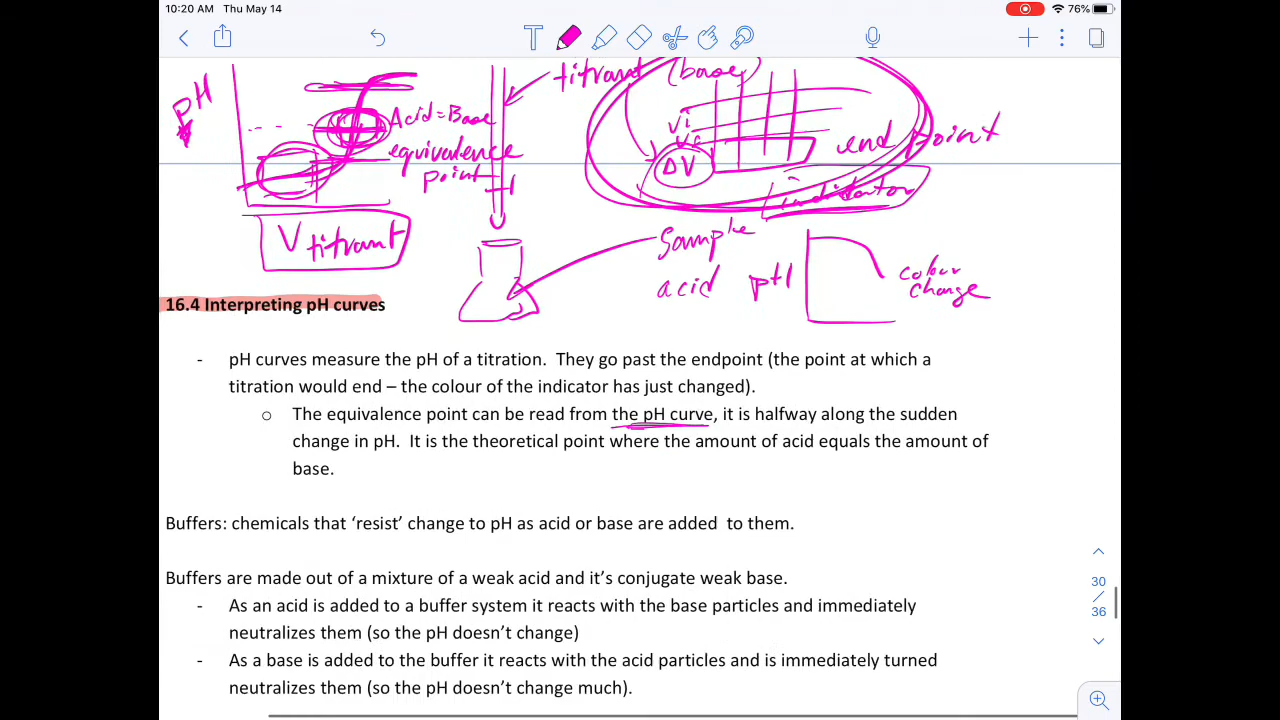 10:20 AM Thu May 14
76%
pH
Acid = Base
equivalence
point
V titrant
titrant (base)
Vi
ΔV
end point
indicator
Sample
acid
pH
colour
change
16.4 Interpreting pH curves
- pH curves measure the pH of a titration. They go past the endpoint (the point at which a
titration would end – the colour of the indicator has just changed).
o The equivalence point can be read from the pH curve, it is halfway along the sudden
change in pH. It is the theoretical point where the amount of acid equals the amount of
base.
Buffers: chemicals that ‘resist’ change to pH as acid or base are added to them.
Buffers are made out of a mixture of a weak acid and it’s conjugate weak base.
- As an acid is added to a buffer system it reacts with the base particles and immediately
neutralizes them (so the pH doesn’t change)
- As a base is added to the buffer it reacts with the acid particles and is immediately turned
neutralizes them (so the pH doesn’t change much).
30
/
36